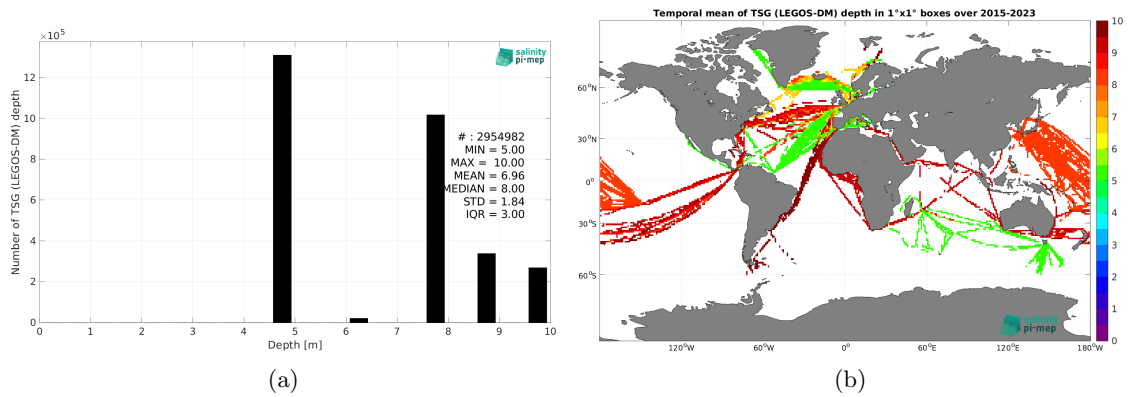 ×10⁵
salinity
pi-mep
12
10
8
6
4
2
0
Number of TSG (LEGOS-DM) depth
# : 2954982
MIN = 5.00
MAX = 10.00
MEAN = 6.96
MEDIAN = 8.00
STD = 1.84
IQR = 3.00
0 1 2 3 4 5 6 7 8 9 10
Depth [m]
(a)
Temporal mean of TSG (LEGOS-DM) depth in 1°x1° boxes over 2015-2023
60°N
30°N
0°
30°S
60°S
120°W 60°W 0° 60°E 120°E 180°W
salinity
pi-mep
10
9
8
7
6
5
4
3
2
1
0
(b)